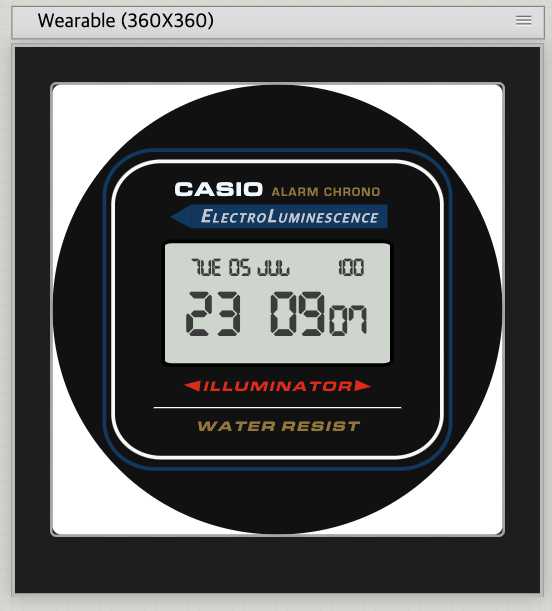 Wearable (360X360)
CASIO ALARM CHRONO
ELECTROLUMINESCENCE
TUE 05 JUL 100
23 09 07
ILLUMINATOR
WATER RESIST